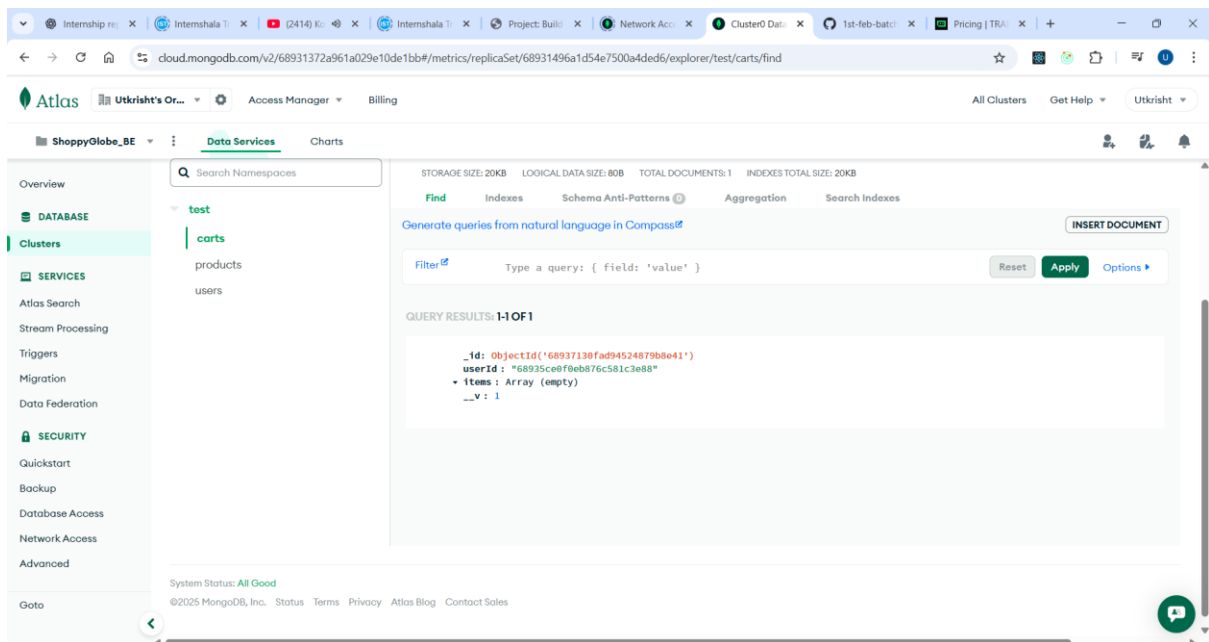 Internship rep
Internshala Tr
(2414) Ko
Internshala Tr
Project: Build
Network Acce
Cluster0 Data
1st-feb-batch
Pricing | TRAE
cloud.mongodb.com/v2/68931372a961a029e10de1bb#/metrics/replicaSet/68931496a1d54e7500a4ded6/explorer/test/carts/find
U
Atlas
Utkrisht's Or...
Access Manager
Billing
All Clusters
Get Help
Utkrisht
ShoppyGlobe_BE
Data Services
Charts
Overview
DATABASE
Clusters
SERVICES
Atlas Search
Stream Processing
Triggers
Migration
Data Federation
SECURITY
Quickstart
Backup
Database Access
Network Access
Advanced
Goto
Search Namespaces
test
carts
products
users
STORAGE SIZE: 20KB LOGICAL DATA SIZE: 80B TOTAL DOCUMENTS: 1 INDEXES TOTAL SIZE: 20KB
Find Indexes Schema Anti-Patterns 0 Aggregation Search Indexes
Generate queries from natural language in Compass
INSERT DOCUMENT
Filter
Type a query: { field: 'value' }
Reset
Apply
Options
QUERY RESULTS: 1-1 OF 1
_id: ObjectId('68937130fad94524879b8e41')
userId : "68935ce0f0eb876c581c3e88"
items : Array (empty)
__v : 1
System Status: All Good
©2025 MongoDB, Inc. Status Terms Privacy Atlas Blog Contact Sales